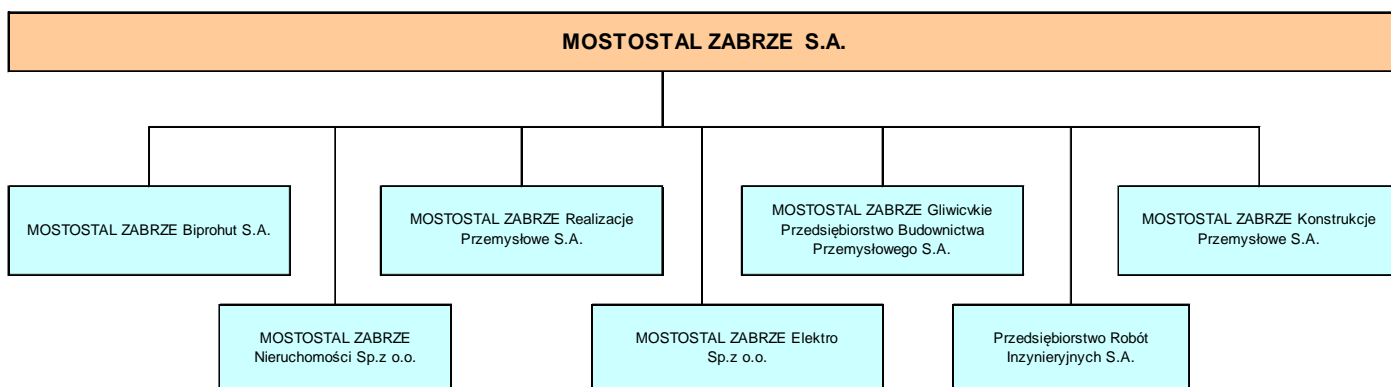 MOSTOSTAL ZABRZE S.A.
MOSTOSTAL ZABRZE Biprohut S.A.
MOSTOSTAL ZABRZE Realizacje
Przemysłowe S.A.
MOSTOSTAL ZABRZE Gliwicvkie
Przedsiębiorstwo Budownictwa
Przemysłowego S.A.
MOSTOSTAL ZABRZE Konstrukcje
Przemysłowe S.A.
MOSTOSTAL ZABRZE
Nieruchomości Sp.z o.o.
MOSTOSTAL ZABRZE Elektro
Sp.z o.o.
Przedsiębiorstwo Robót
Inzynieryjnych S.A.